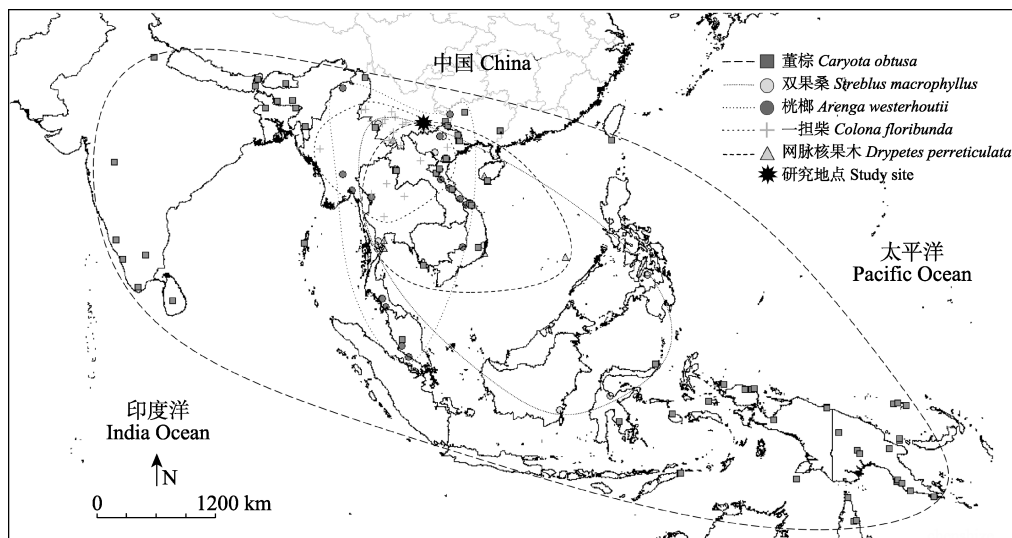 中国 China
董棕 Caryota obtusa
双果桑 Streblus macrophyllus
桄榔 Arenga westerhoutii
一担柴 Colona floribunda
网脉核果木 Drypetes perreticulata
研究地点 Study site
太平洋
Pacific Ocean
印度洋
India Ocean
N
0 1200 km